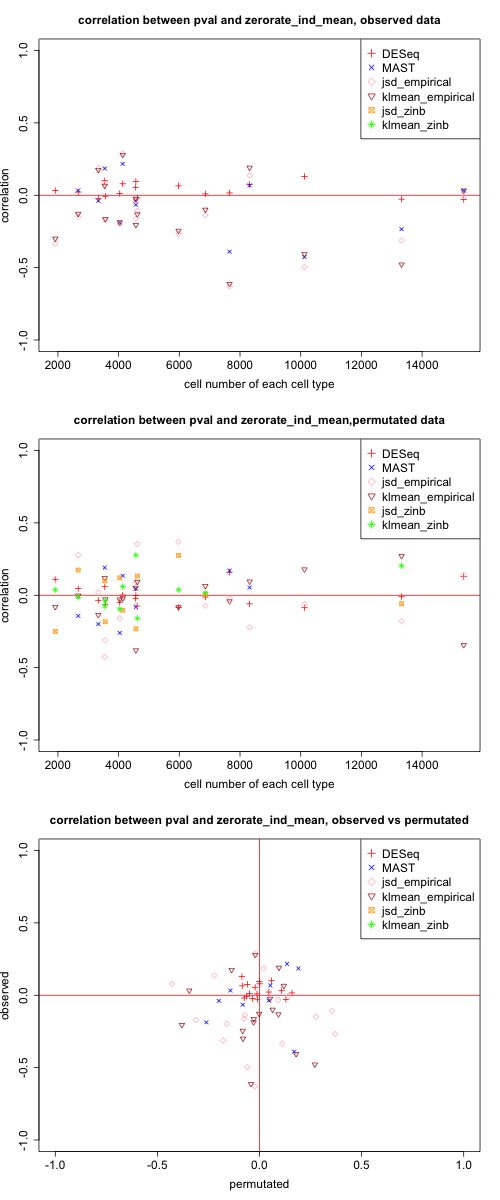 correlation between pval and zerorate_ind_mean, observed data
1.0
0.5
0.0
-0.5
-1.0
correlation
DESeq
MAST
jsd_empirical
klmean_empirical
jsd_zinb
klmean_zinb
2000 4000 6000 8000 10000 12000 14000
cell number of each cell type
correlation between pval and zerorate_ind_mean,permutated data
1.0
0.5
0.0
-0.5
-1.0
correlation
DESeq
MAST
jsd_empirical
klmean_empirical
jsd_zinb
klmean_zinb
2000 4000 6000 8000 10000 12000 14000
cell number of each cell type
correlation between pval and zerorate_ind_mean, observed vs permutated
1.0
0.5
0.0
-0.5
-1.0
observed
DESeq
MAST
jsd_empirical
klmean_empirical
jsd_zinb
klmean_zinb
-1.0 -0.5 0.0 0.5 1.0
permutated